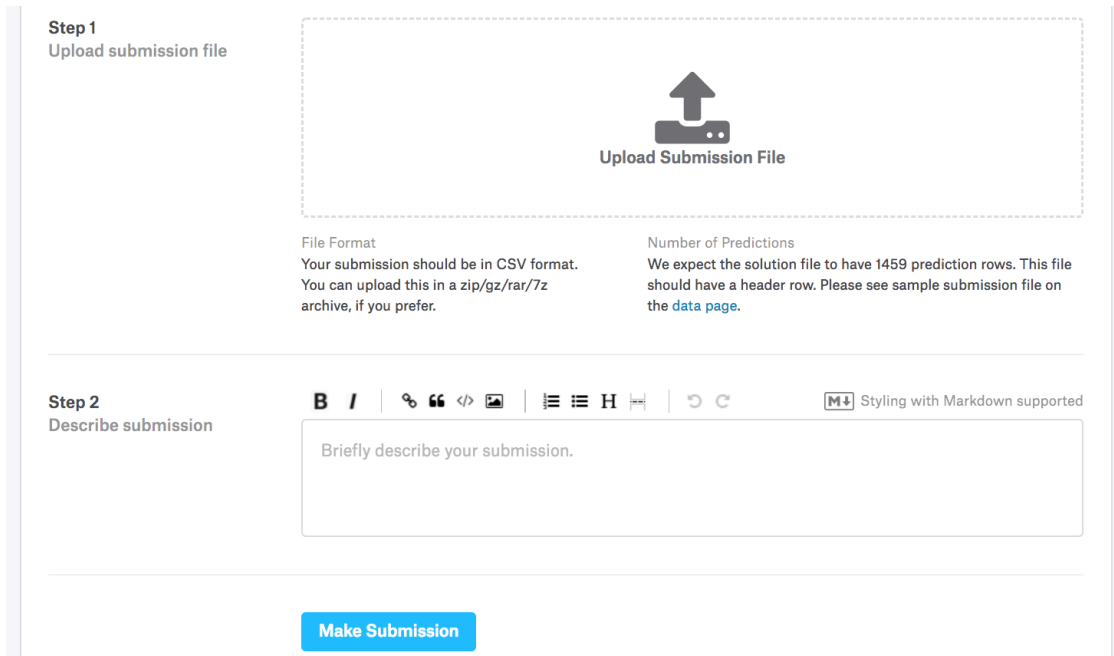 Step 1
Upload submission file
Upload Submission File
File Format
Your submission should be in CSV format.
You can upload this in a zip/gz/rar/7z
archive, if you prefer.
Number of Predictions
We expect the solution file to have 1459 prediction rows. This file
should have a header row. Please see sample submission file on
the data page.
Step 2
Describe submission
B I </> H M Styling with Markdown supported
Briefly describe your submission.
Make Submission